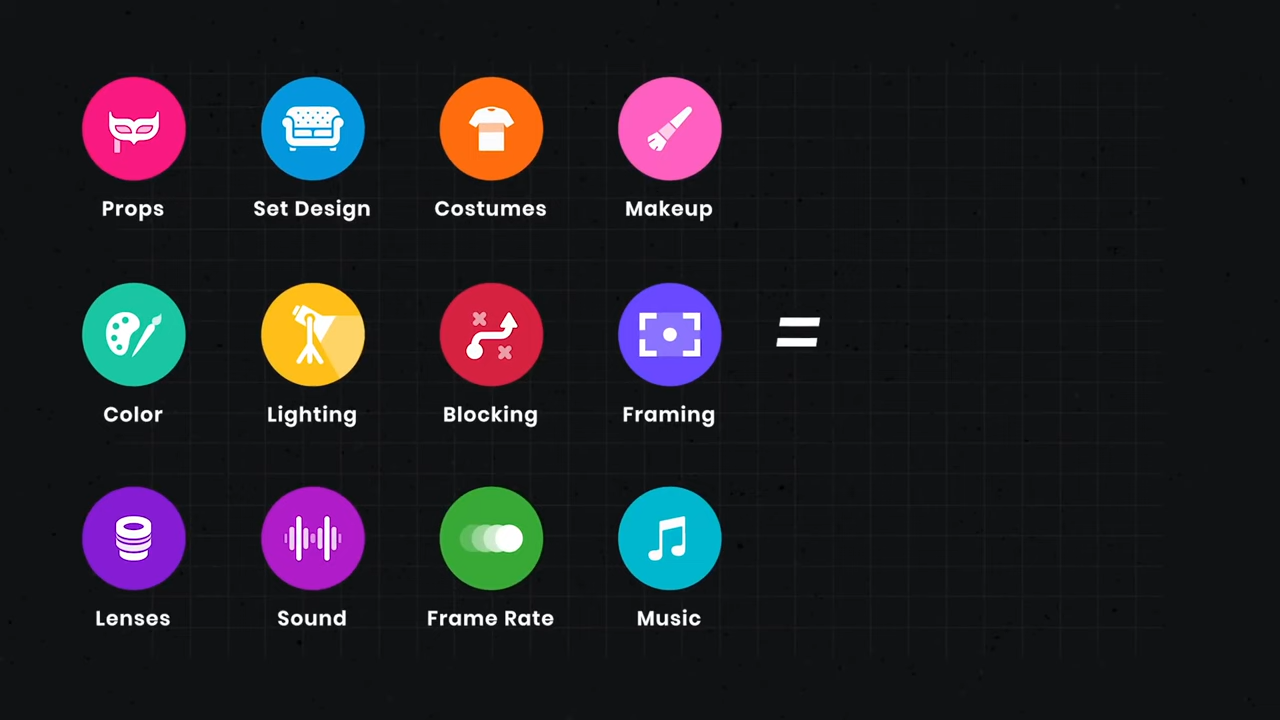 Props
Set Design
Costumes
Makeup
Color
Lighting
Blocking
Framing
=
Lenses
Sound
Frame Rate
Music